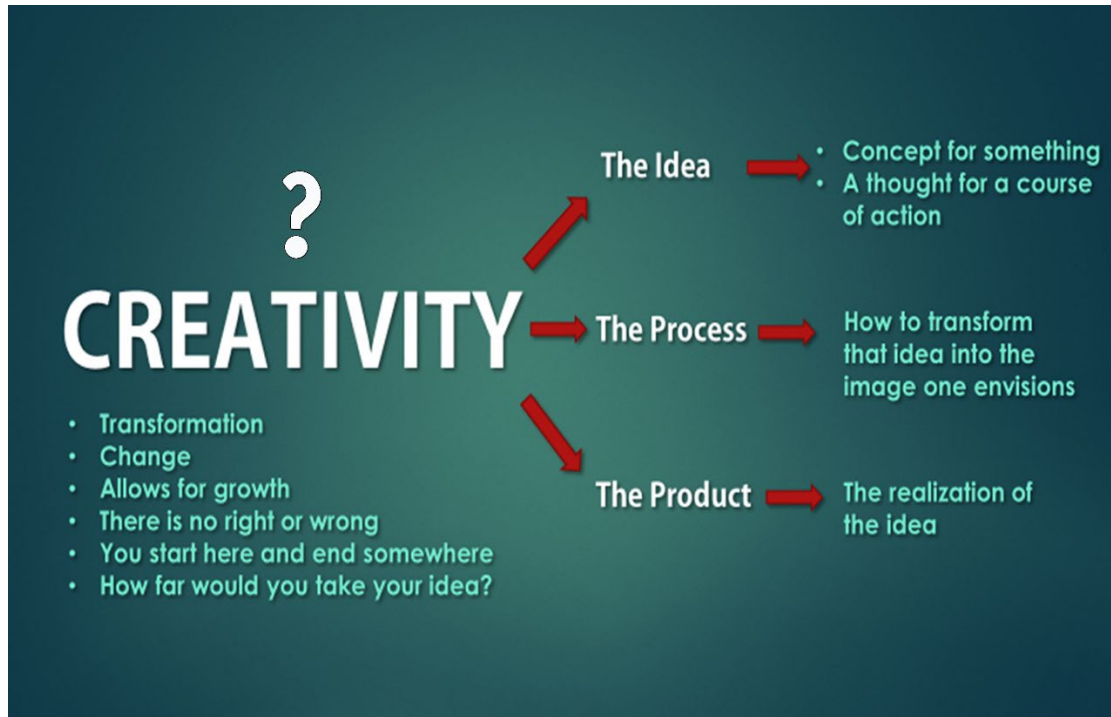 ?
CREATIVITY
• Transformation
• Change
• Allows for growth
• There is no right or wrong
• You start here and end somewhere
• How far would you take your idea?
The Idea
• Concept for something
• A thought for a course
of action
The Process
How to transform
that idea into the
image one envisions
The Product
The realization of
the idea